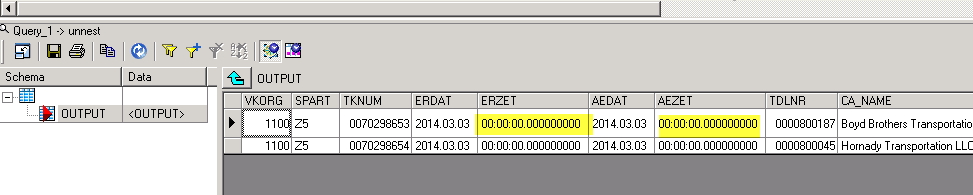 Query_1 -> unnest
Schema Data
OUTPUT <OUTPUT>
OUTPUT
VKORG SPART TKNUM ERDAT ERZET AEDAT AEZET TDLNR CA_NAME
1100 Z5 0070298653 2014.03.03 00:00:00.000000000 2014.03.03 00:00:00.000000000 0000800187 Boyd Brothers Transportation
1100 Z5 0070298654 2014.03.03 00:00:00.000000000 2014.03.03 00:00:00.000000000 0000800045 Hornady Transportation LLC